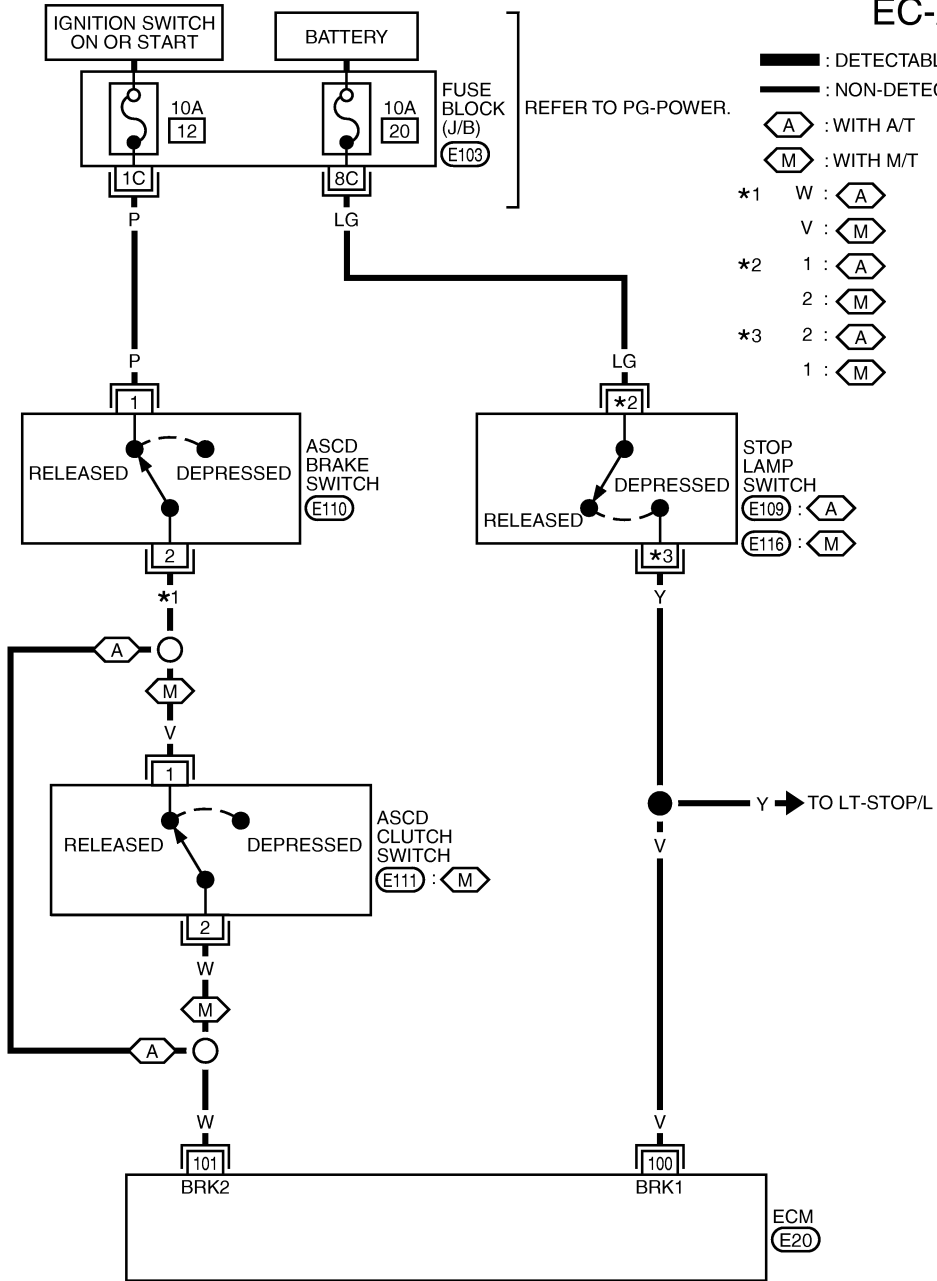 EC-
IGNITION SWITCH
ON OR START
BATTERY
10A
12
10A
20
FUSE
BLOCK
(J/B)
E103
REFER TO PG-POWER.
1C
8C
P
LG
: DETECTABL
: NON-DETEC
A : WITH A/T
M : WITH M/T
*1 W : A
V : M
*2 1 : A
2 : M
*3 2 : A
1 : M
P
LG
1
*2
RELEASED
DEPRESSED
ASCD
BRAKE
SWITCH
E110
2
*1
DEPRESSED
RELEASED
STOP
LAMP
SWITCH
E109 : A
E116 : M
*3
Y
A
M
V
1
RELEASED
DEPRESSED
ASCD
CLUTCH
SWITCH
E111 : M
2
W
M
A
W
Y
TO LT-STOP/L
V
V
101
BRK2
100
BRK1
ECM
E20